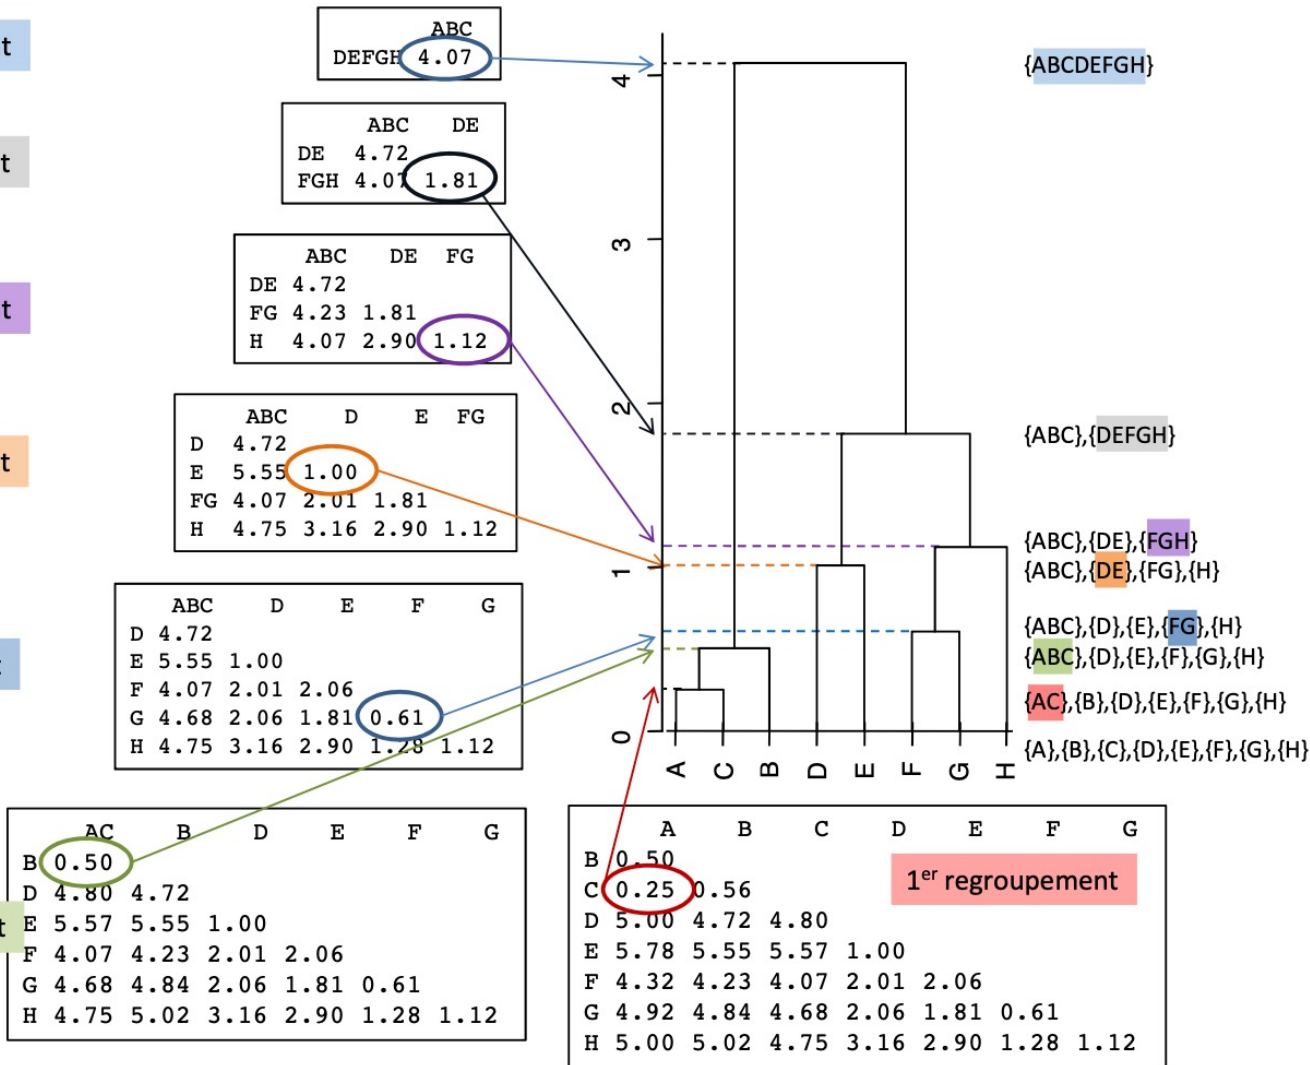 t
t
t
t
t
t
ABC
DEFGH 4.07
ABC DE
DE 4.72
FGH 4.07 1.81
ABC DE FG
DE 4.72
FG 4.23 1.81
H 4.07 2.90 1.12
ABC D E FG
D 4.72
E 5.55 1.00
FG 4.07 2.01 1.81
H 4.75 3.16 2.90 1.12
ABC D E F G
D 4.72
E 5.55 1.00
F 4.07 2.01 2.06
G 4.68 2.06 1.81 0.61
H 4.75 3.16 2.90 1.28 1.12
AC B D E F G
B 0.50
D 4.80 4.72
E 5.57 5.55 1.00
F 4.07 4.23 2.01 2.06
G 4.68 4.84 2.06 1.81 0.61
H 4.75 5.02 3.16 2.90 1.28 1.12
4
3
2
1
0
A C B D E F G H
{ABCDEFGH}
{ABC},{DEFGH}
{ABC},{DE},{FGH}
{ABC},{DE},{FG},{H}
{ABC},{D},{E},{FG},{H}
{ABC},{D},{E},{F},{G},{H}
{AC},{B},{D},{E},{F},{G},{H}
{A},{B},{C},{D},{E},{F},{G},{H}
A B C D E F G
B 0.50
C 0.25 0.56
D 5.00 4.72 4.80
E 5.78 5.55 5.57 1.00
F 4.32 4.23 4.07 2.01 2.06
G 4.92 4.84 4.68 2.06 1.81 0.61
H 5.00 5.02 4.75 3.16 2.90 1.28 1.12
1er regroupement